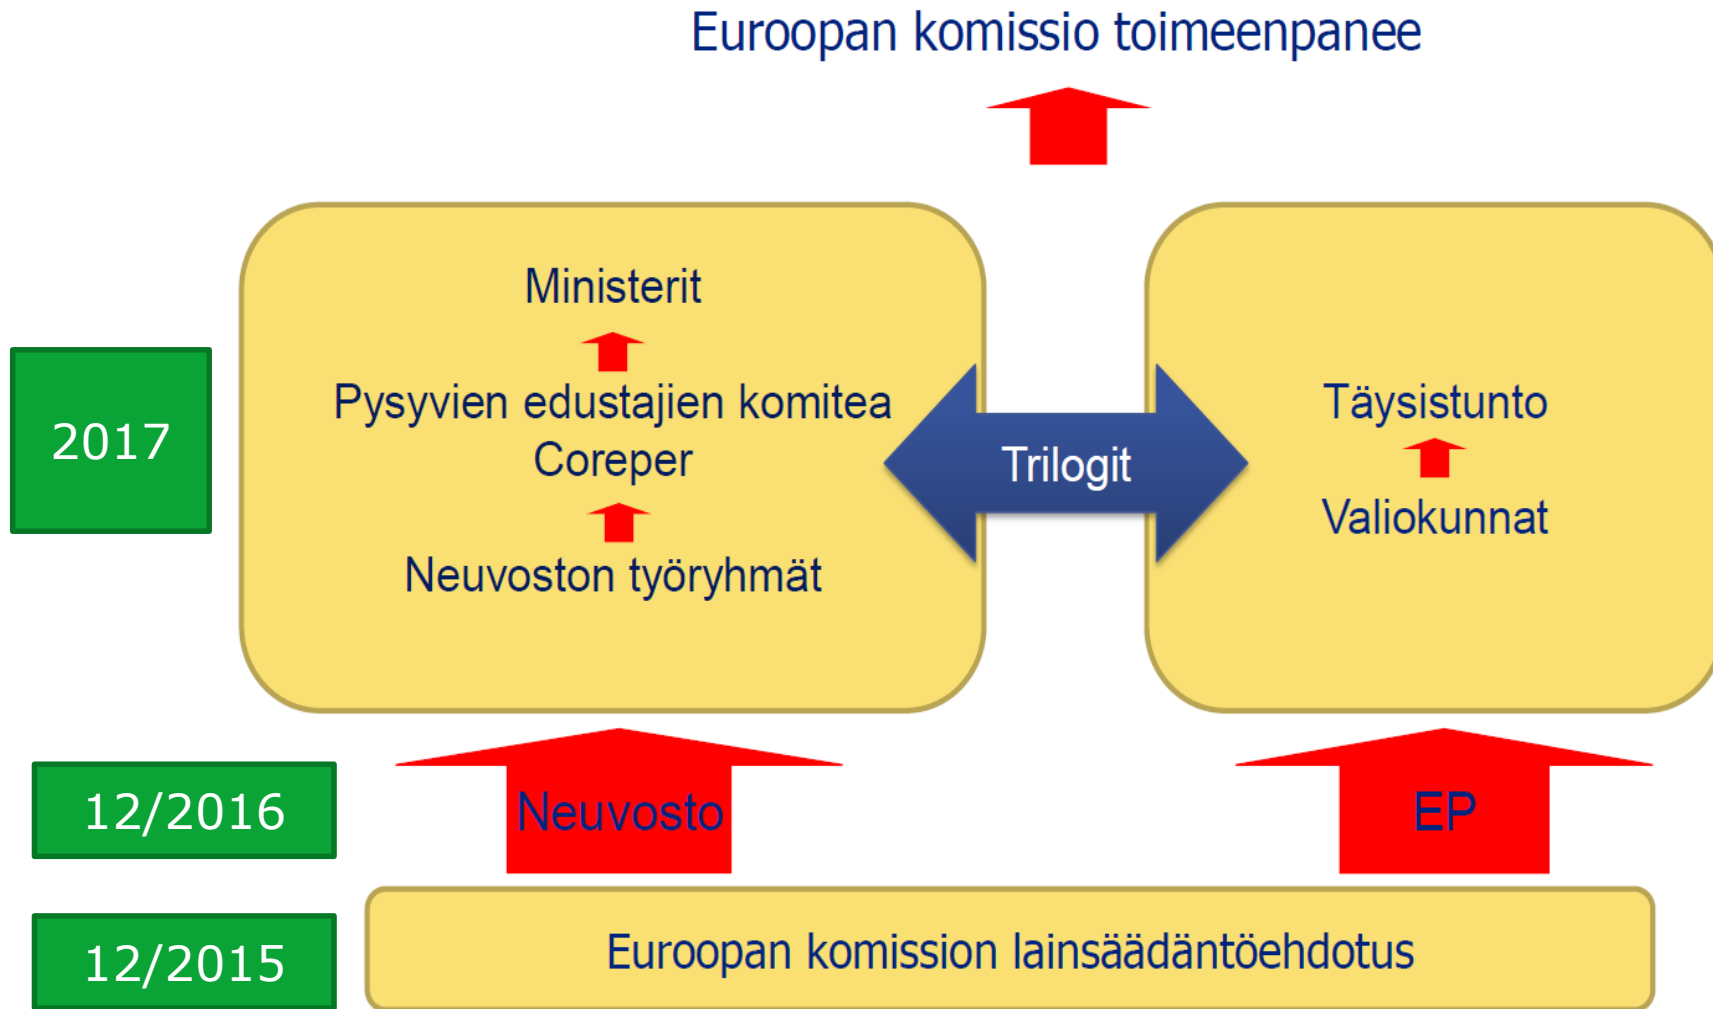 Euroopan komissio toimeenpanee
Ministerit
Pysyvien edustajien komitea
Coreper
Neuvoston työryhmät
Trilogit
Täysistunto
Valiokunnat
2017
12/2016
Neuvosto
EP
12/2015
Euroopan komission lainsäädäntöehdotus